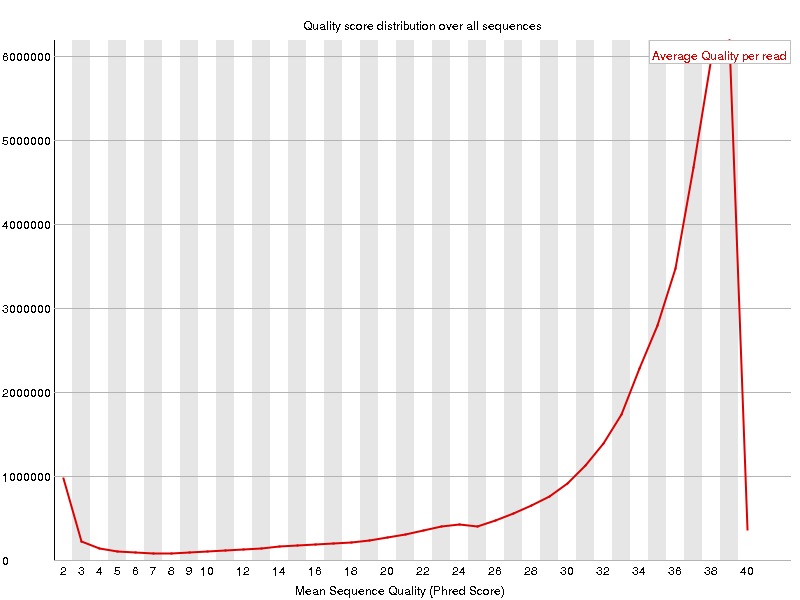 Quality score distribution over all sequences
Average Quality per read
6000000
5000000
4000000
3000000
2000000
1000000
0
2 3 4 5 6 7 8 9 10 12 14 16 18 20 22 24 26 28 30 32 34 36 38 40
Mean Sequence Quality (Phred Score)